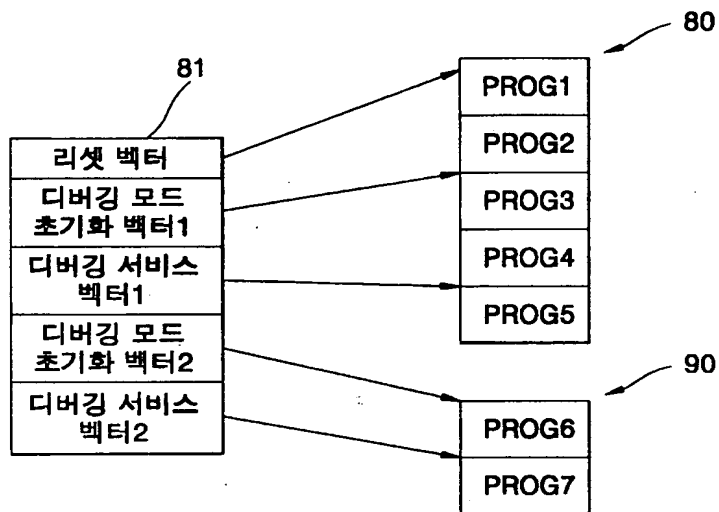 80
81
리셋 벡터
디버깅 모드
초기화 벡터1
디버깅 서비스
벡터1
디버깅 모드
초기화 벡터2
디버깅 서비스
벡터2
PROG1
PROG2
PROG3
PROG4
PROG5
90
PROG6
PROG7